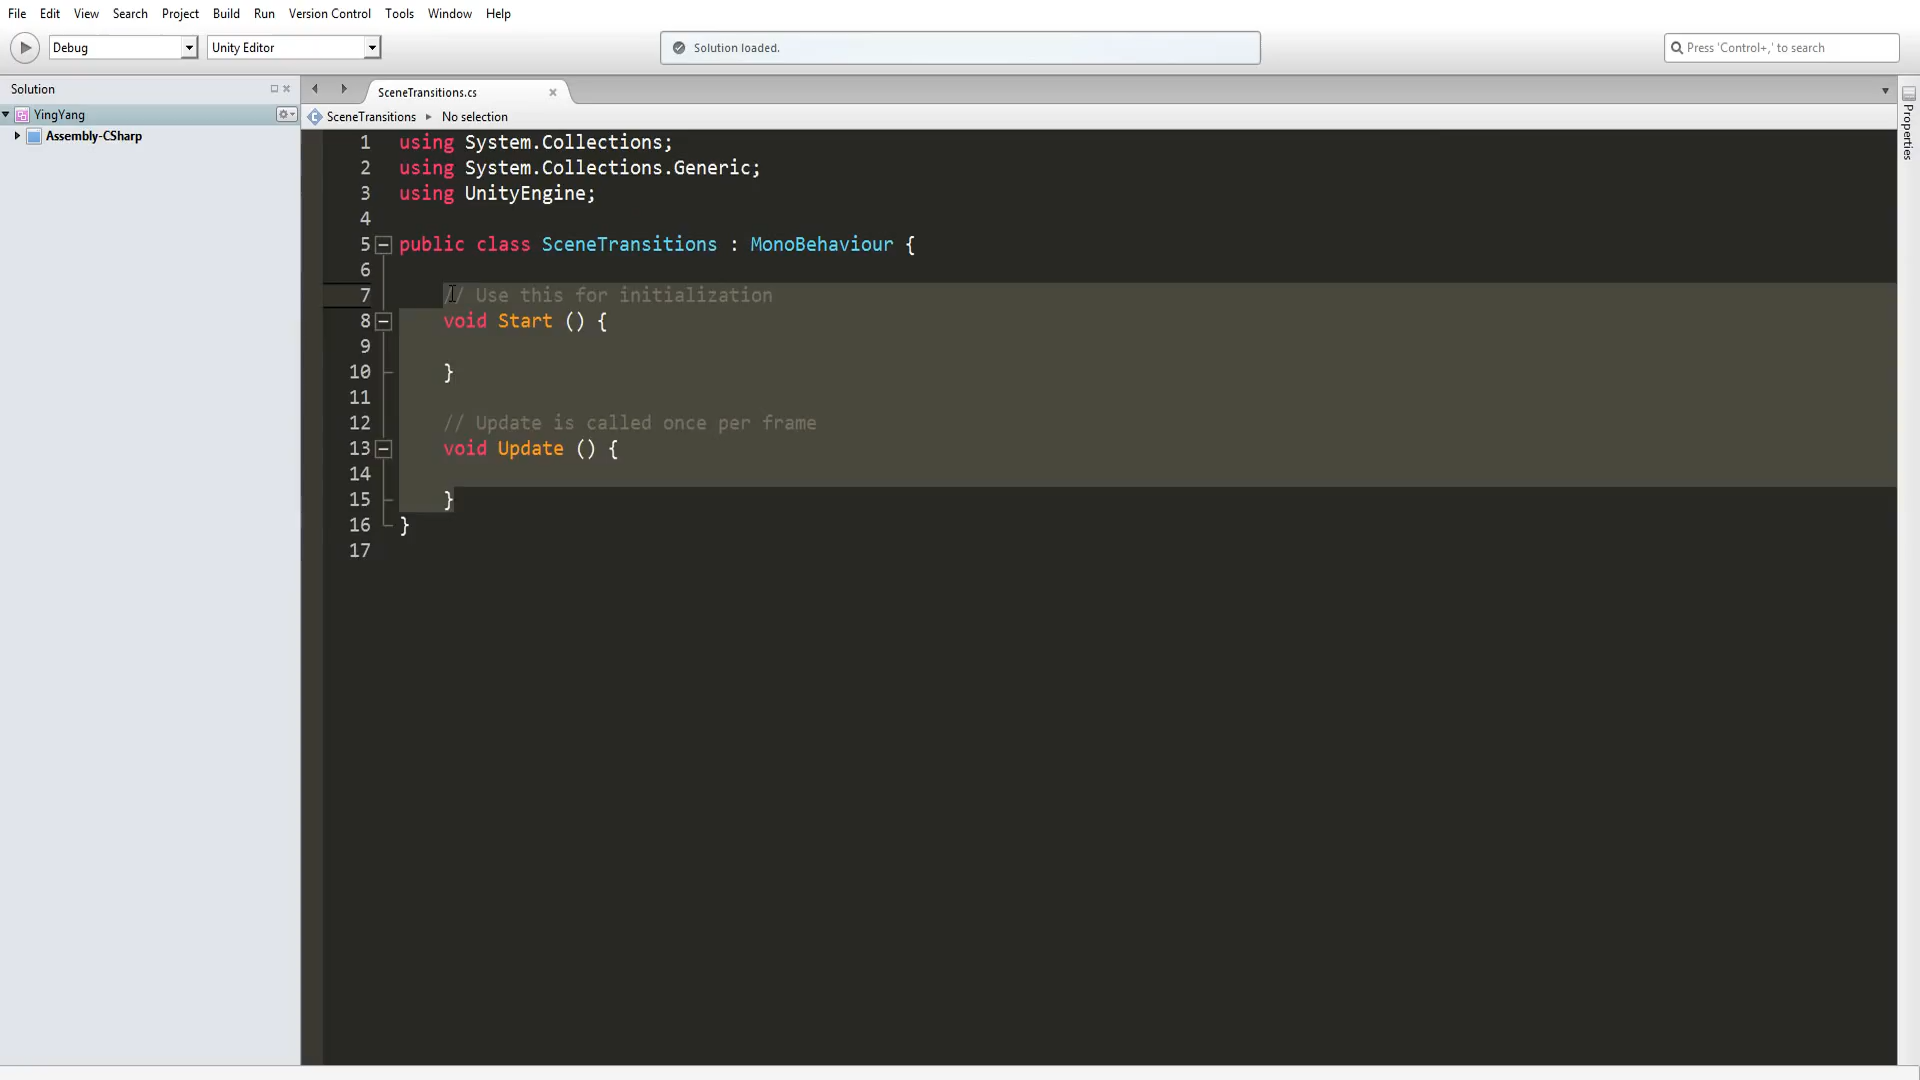 File Edit View Search Project Build Run Version Control Tools Window Help
Debug Unity Editor Solution loaded. Press 'Control+,' to search
Solution SceneTransitions.cs
YingYang SceneTransitions No selection
Assembly-CSharp
Properties
1 using System.Collections;
2 using System.Collections.Generic;
3 using UnityEngine;
4
5 public class SceneTransitions : MonoBehaviour {
6
7 // Use this for initialization
8 void Start () {
9
10 }
11
12 // Update is called once per frame
13 void Update () {
14
15 }
16 }
17